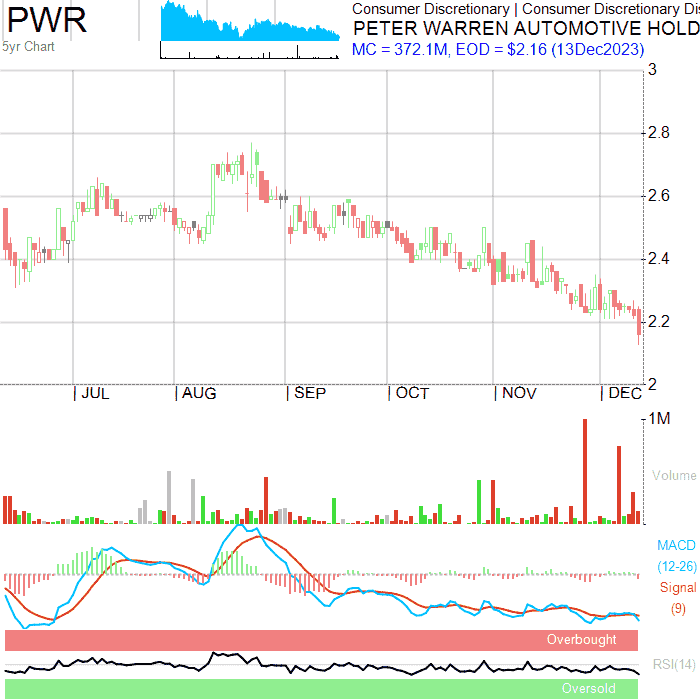 PWR
5yr Chart
Consumer Discretionary | Consumer Discretionary Dis
PETER WARREN AUTOMOTIVE HOLD
MC = 372.1M, EOD = $2.16 (13Dec2023)
3
2.8
2.6
2.4
2.2
2
| JUL | AUG | SEP | OCT | NOV | DEC
1M
Volume
MACD
(12-26)
Signal
(9)
Overbought
RSI(14)
Oversold